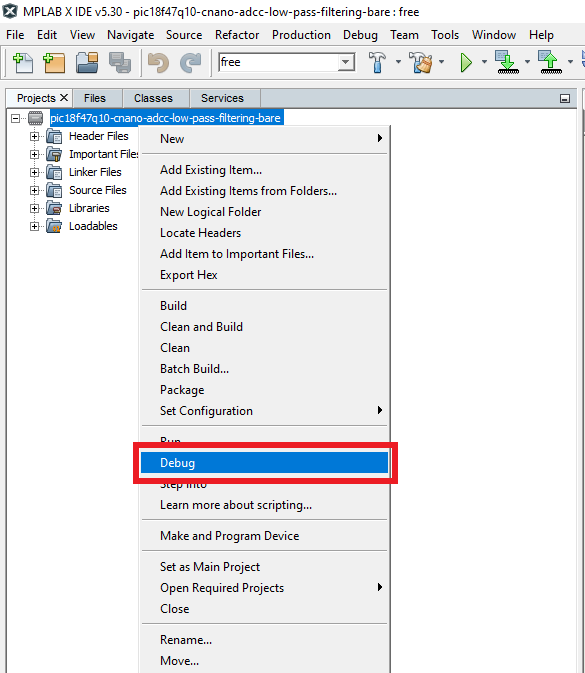 MPLAB X IDE v5.30 - pic18f47q10-cnano-adcc-low-pass-filtering-bare : free
File Edit View Navigate Source Refactor Production Debug Team Tools Window Help
free
Projects Files Classes Services
pic18f47q10-cnano-adcc-low-pass-filtering-bare
Header Files
Important Files
Linker Files
Source Files
Libraries
Loadables
New
Add Existing Item...
Add Existing Items from Folders...
New Logical Folder
Locate Headers
Add Item to Important Files...
Export Hex
Build
Clean and Build
Clean
Batch Build...
Package
Set Configuration
Run
Debug
Step Into
Learn more about scripting...
Make and Program Device
Set as Main Project
Open Required Projects
Close
Rename...
Move...